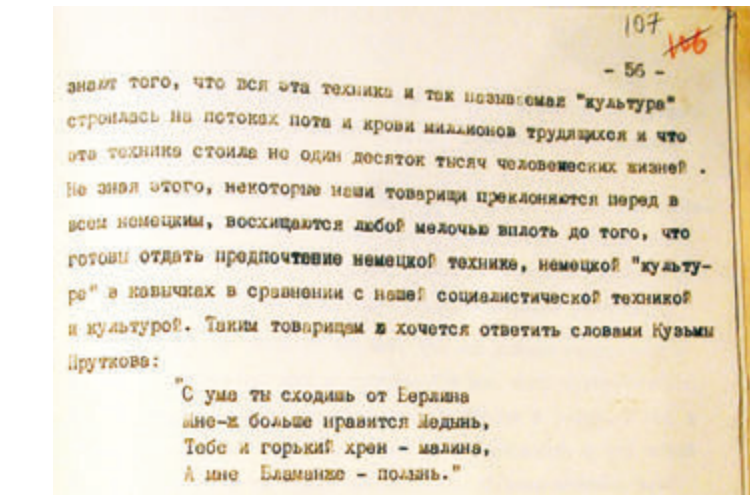 107
106
- 56 -
знают того, что вся эта техника и так называемая "культура"
строилась на потоках пота и крови миллионов трудящихся и что
эта техника стоила не один десяток тысяч человеческих жизней .
Не зная этого, некоторые наши товарищи преклоняются перед в
всем немецким, восхищаются любой мелочью вплоть до того, что
готовы отдать предпочтение немецкой технике, немецкой "культу-
ре" в кавычках в сравнении с нашей социалистической техникой
и культурой. Таким товарищам и хочется ответить словами Кузьмы
Пруткова:
"С ума ты сходишь от Берлина
Мне-ж больше нравится Медынь,
Тебе и горький хрен - малина,
А мне Бламанже - полынь."